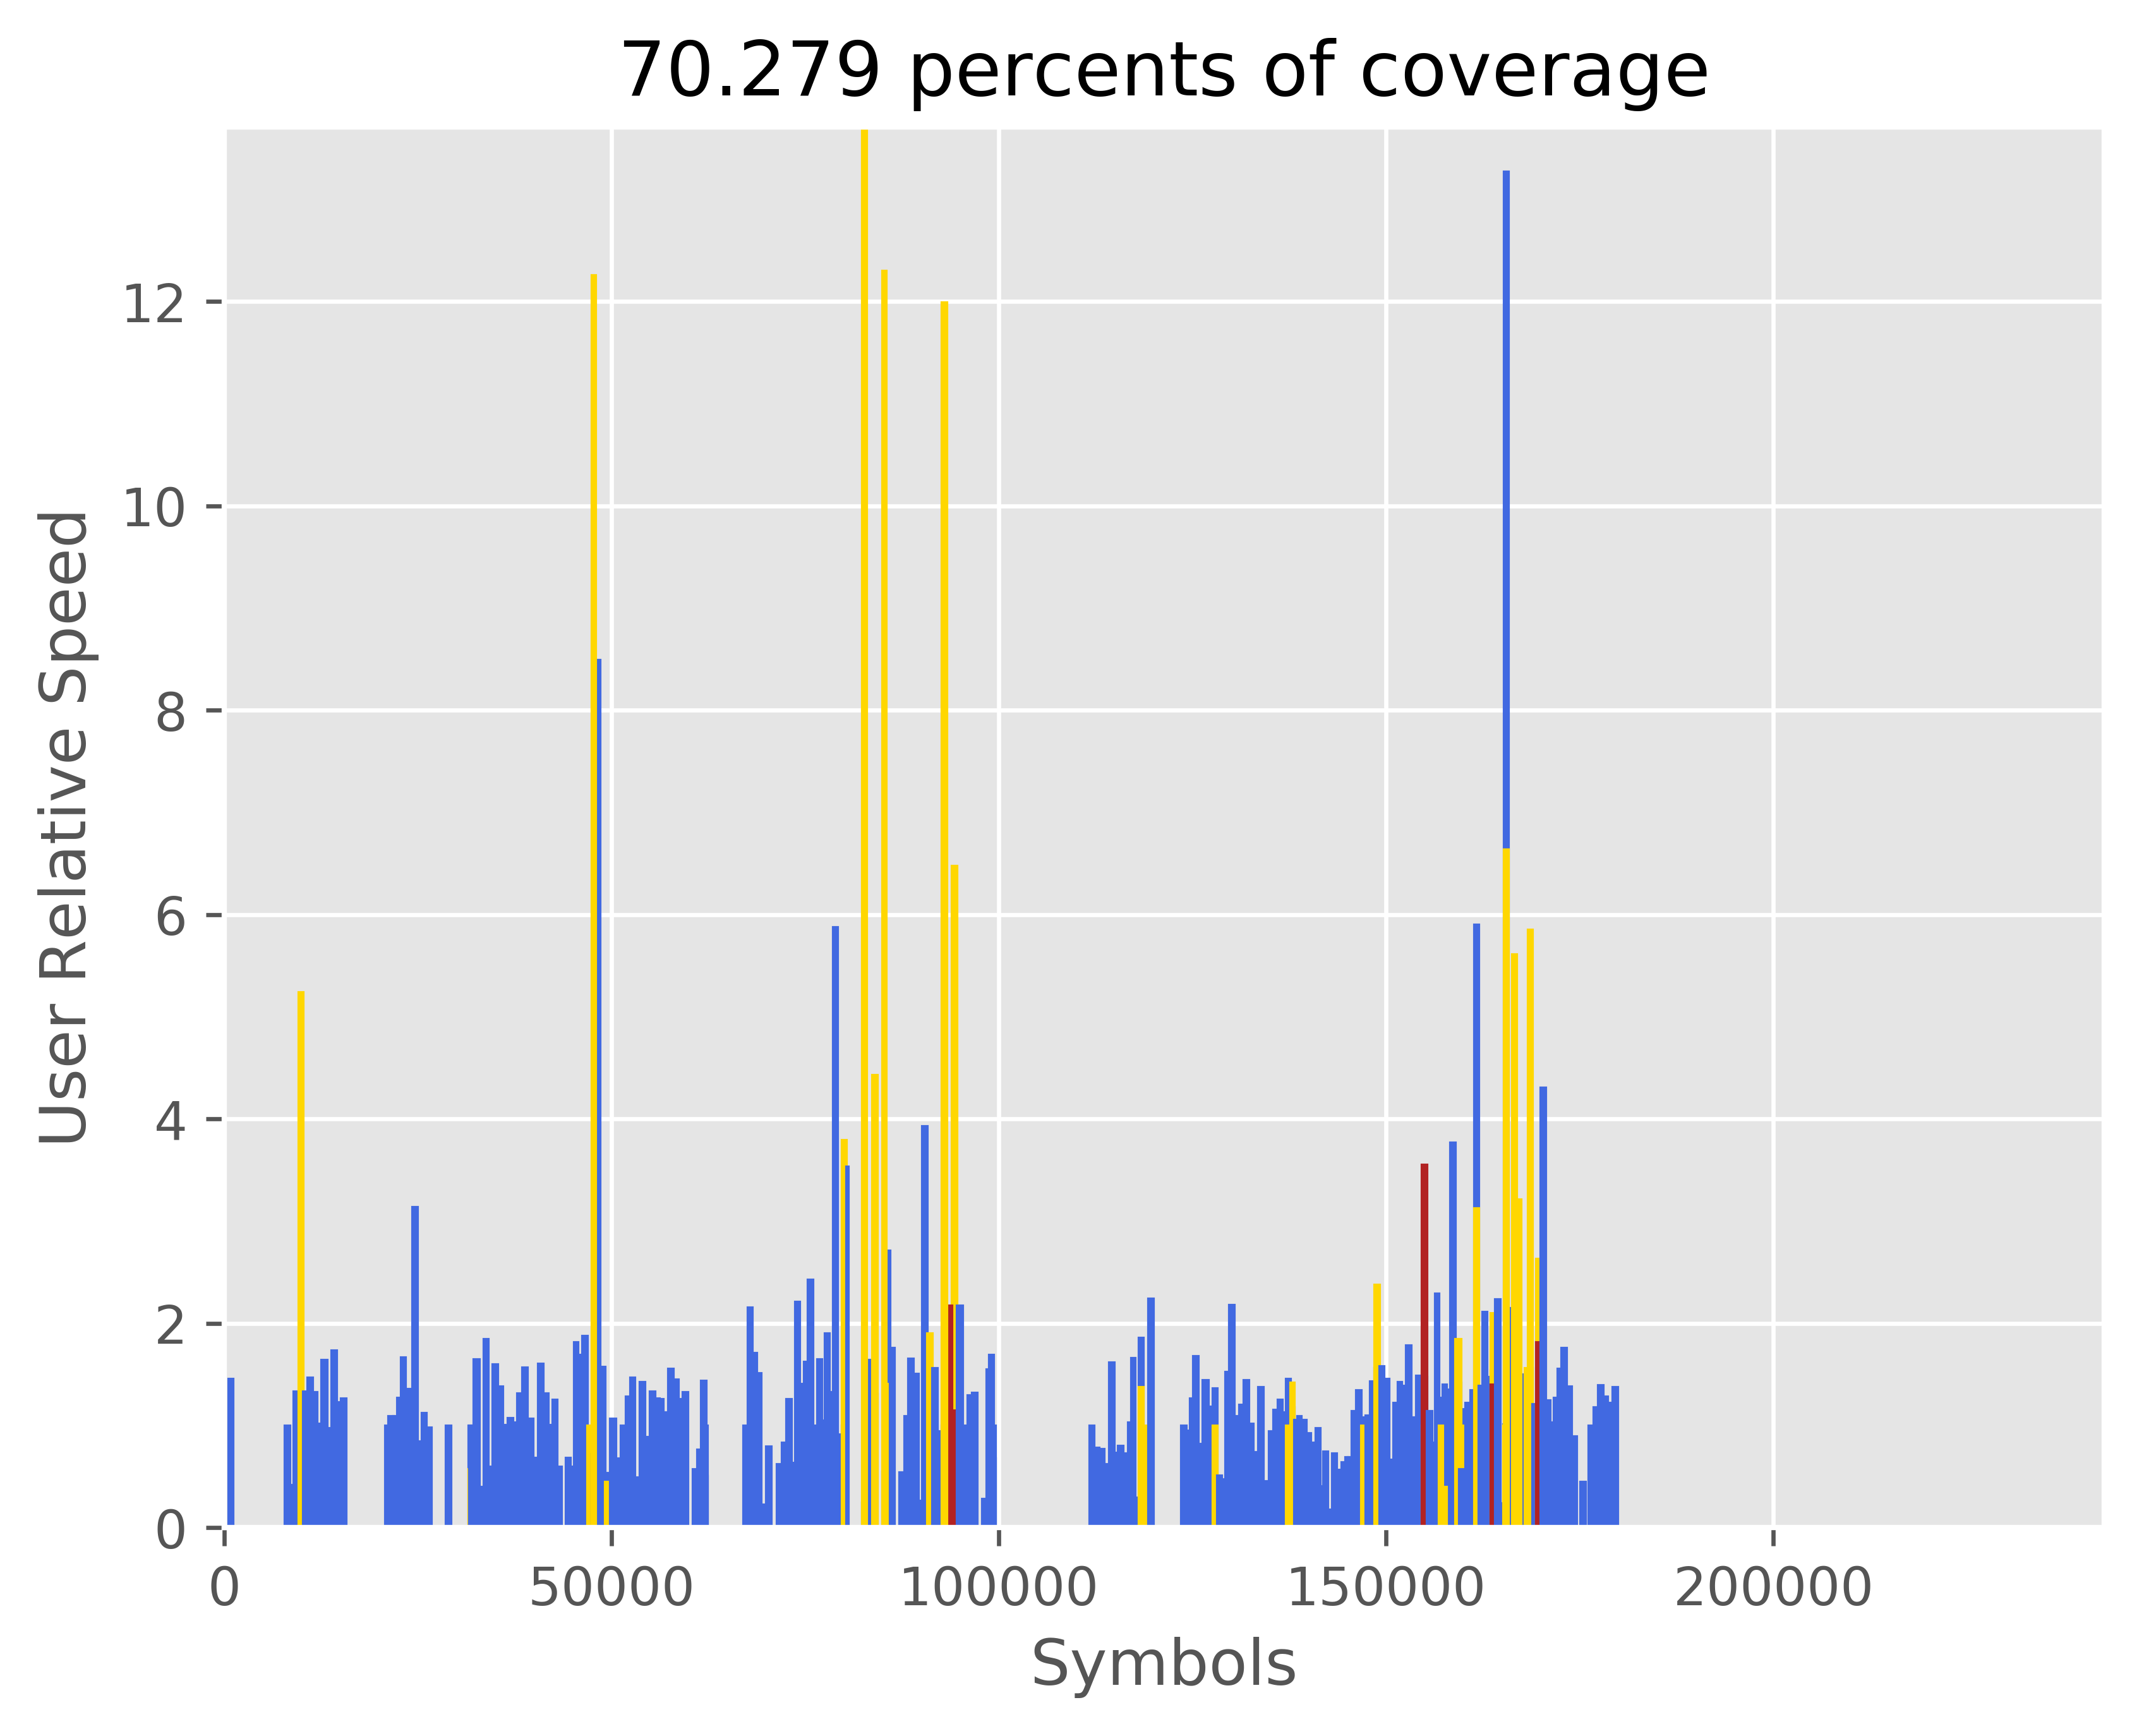 70.279 percents of coverage
User Relative Speed
12
10
8
6
4
2
0
0 50000 100000 150000 200000
Symbols